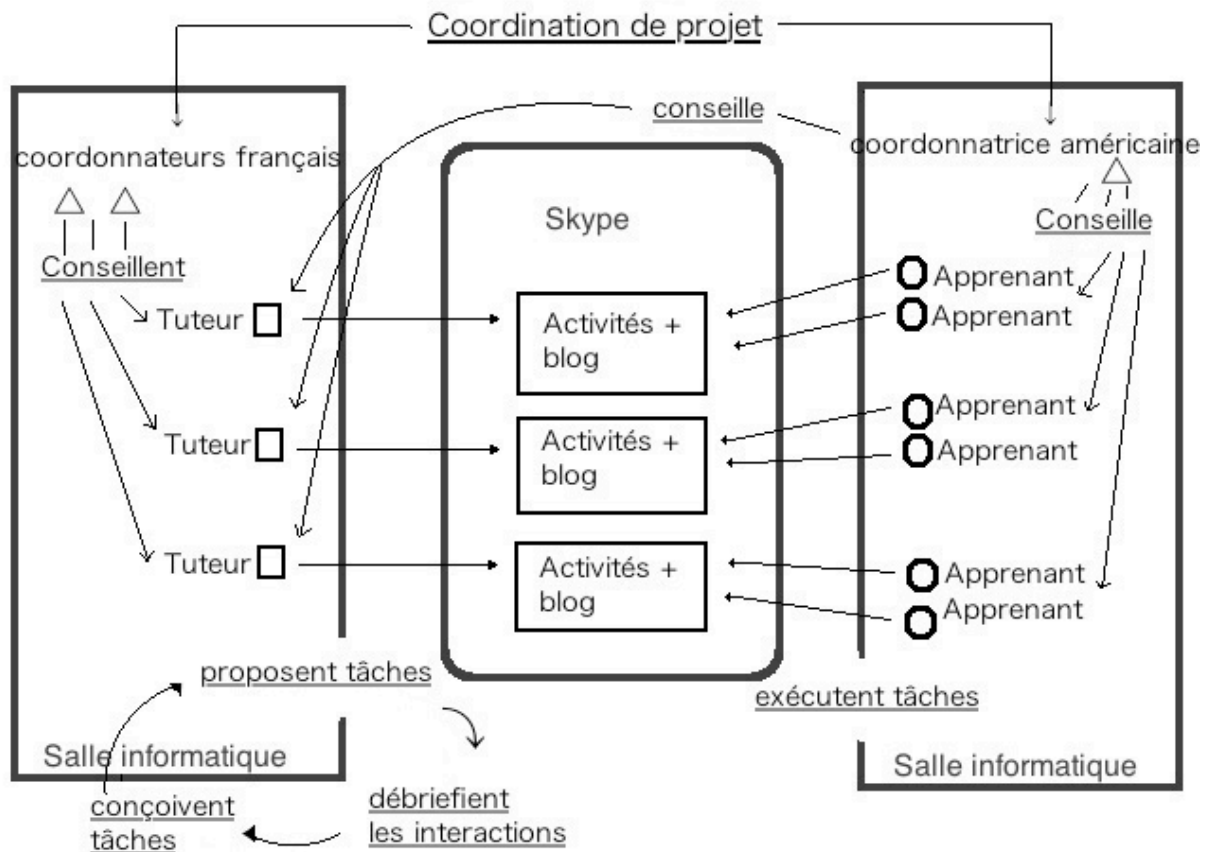 Coordination de projet
conseille
coordonnateurs français
coordonnatrice américaine
Conseillent
Skype
Conseille
Tuteur
Activités +
blog
Apprenant
Apprenant
Tuteur
Activités +
blog
Apprenant
Apprenant
Tuteur
Activités +
blog
Apprenant
Apprenant
proposent tâches
exécutent tâches
Salle informatique
Salle informatique
conçoivent
tâches
débriefient
les interactions